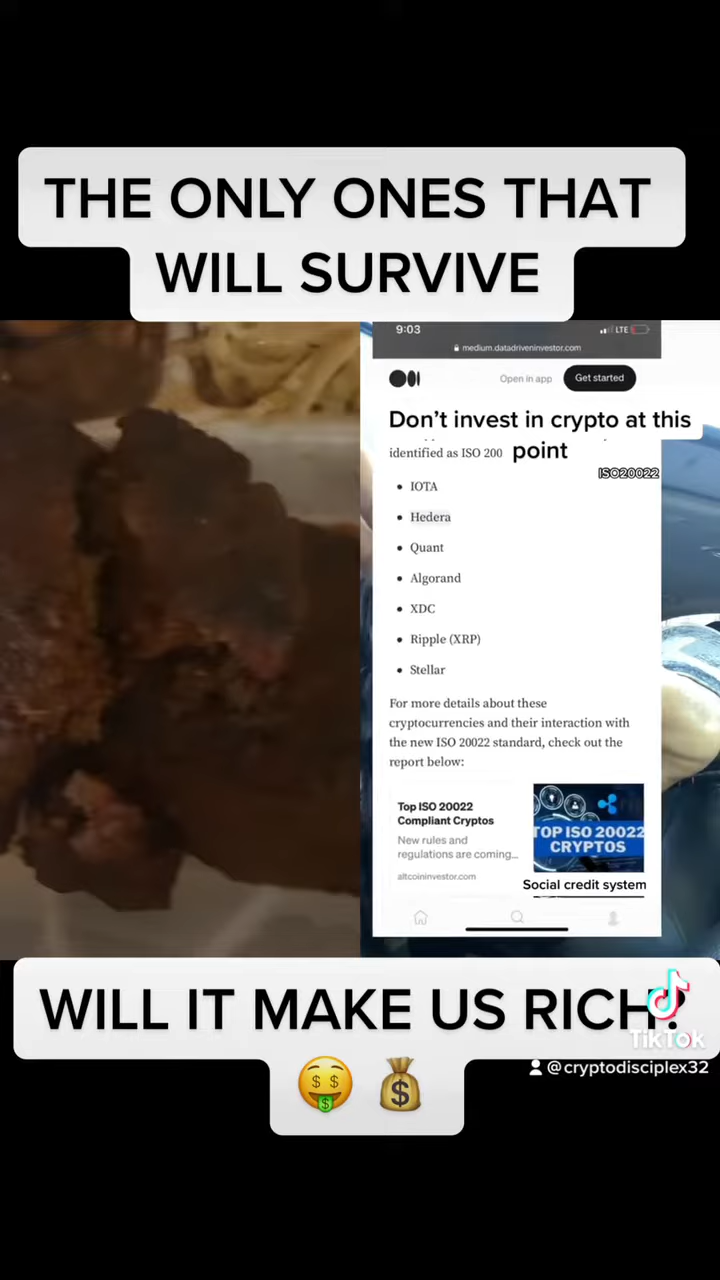 THE ONLY ONES THAT
WILL SURVIVE
9:03
LTE
medium.datadriveninvestor.com
Open in app
Get started
Don't invest in crypto at this
point
identified as ISO 200
ISO20022
• IOTA
• Hedera
• Quant
• Algorand
• XDC
• Ripple (XRP)
• Stellar
For more details about these
cryptocurrencies and their interaction with
the new ISO 20022 standard, check out the
report below:
Top ISO 20022
Compliant Cryptos
New rules and
regulations are coming...
altcoininvestor.com
TOP ISO 20022
CRYPTOS
Social credit system
WILL IT MAKE US RICH?
TikTok
@cryptodisciplex32